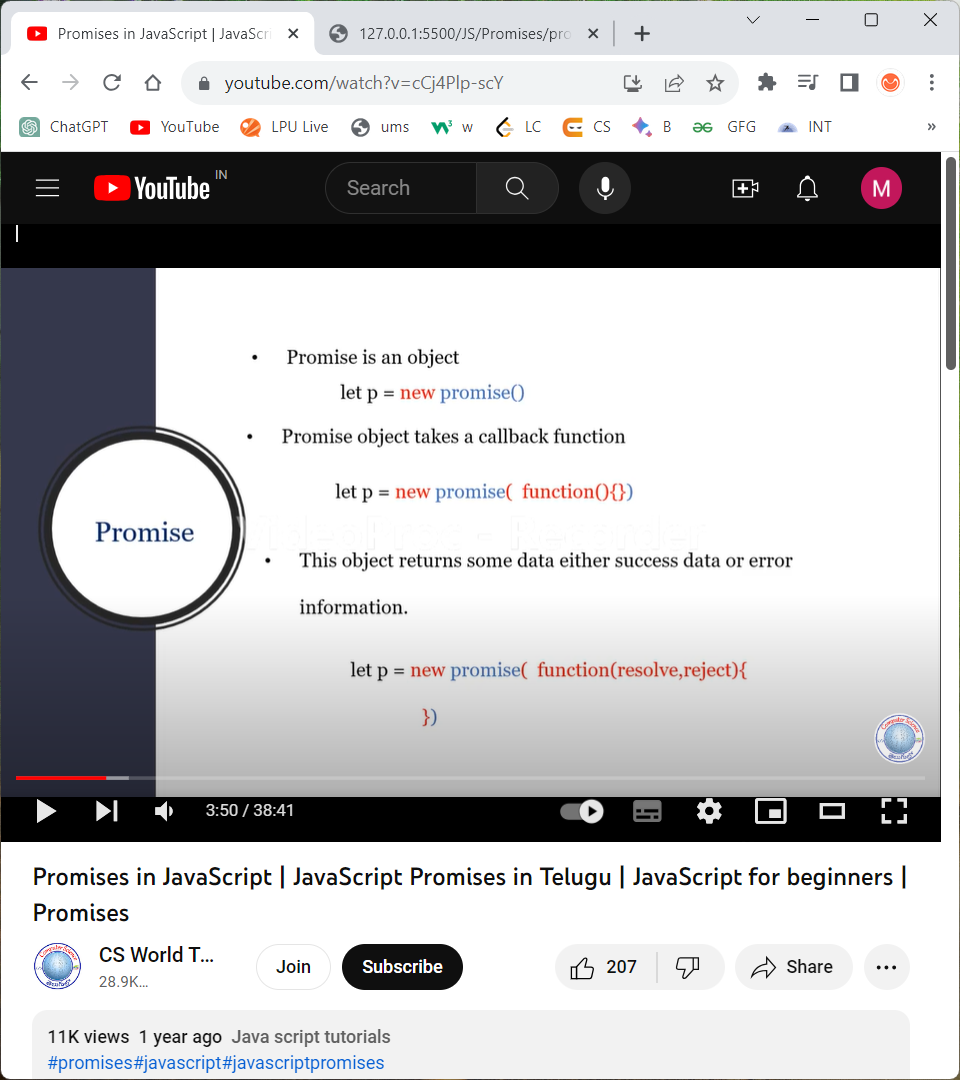 Promises in JavaScript | JavaScri
127.0.0.1:5500/JS/Promises/pro
youtube.com/watch?v=cCj4Plp-scY
ChatGPT YouTube LPU Live ums w LC CS B GFG INT »
YouTube IN Search M
Promise is an object
let p = new promise()
Promise object takes a callback function
let p = new promise( function(){})
Promise
This object returns some data either success data or error
information.
let p = new promise( function(resolve,reject){
})
3:50 / 38:41
Promises in JavaScript | JavaScript Promises in Telugu | JavaScript for beginners |
Promises
CS World T...
28.9K...
Join Subscribe 207 Share
11K views 1 year ago Java script tutorials
#promises#javascript#javascriptpromises